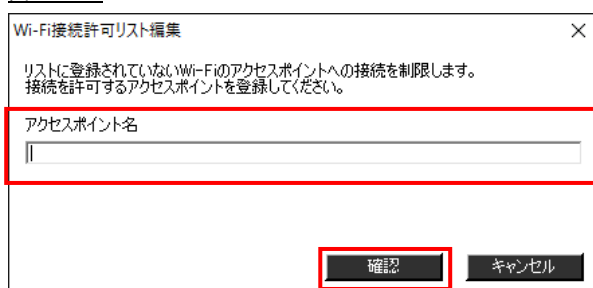 Wi-Fi接続許可リスト編集
リストに登録されていないWi-Fiのアクセスポイントへの接続を制限します。
接続を許可するアクセスポイントを登録してください。
アクセスポイント名
確認 キャンセル